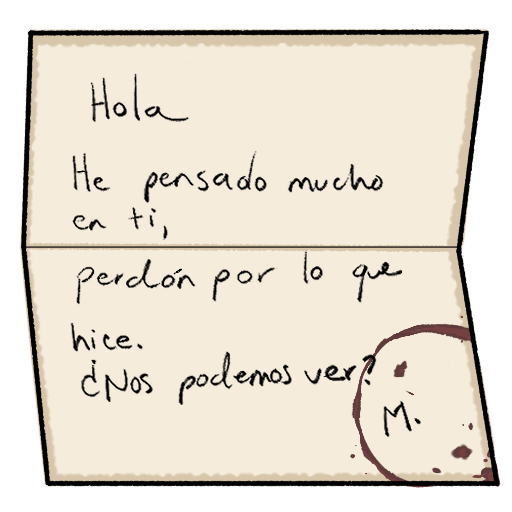 Hola
He pensado mucho
en ti,
perdón por lo que
hice.
¿Nos podemos ver?
M.